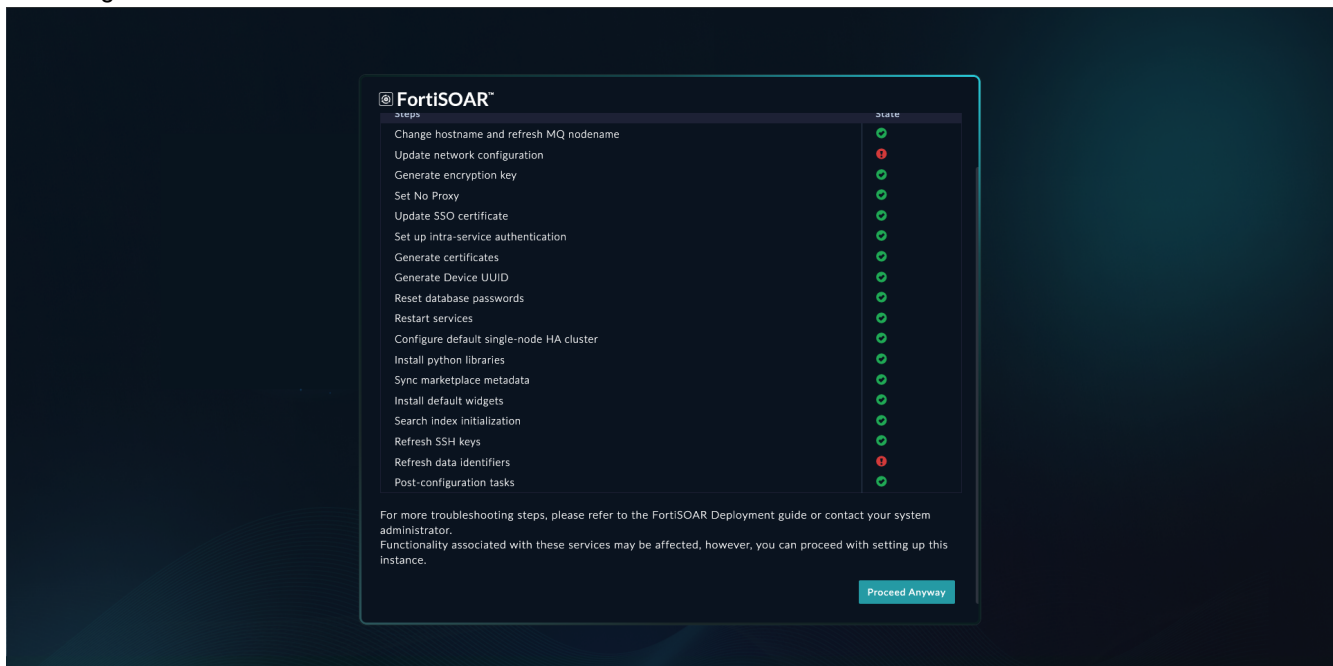 FortiSOAR™
Steps State
Change hostname and refresh MQ nodename
Update network configuration
Generate encryption key
Set No Proxy
Update SSO certificate
Set up intra-service authentication
Generate certificates
Generate Device UUID
Reset database passwords
Restart services
Configure default single-node HA cluster
Install python libraries
Sync marketplace metadata
Install default widgets
Search index initialization
Refresh SSH keys
Refresh data identifiers
Post-configuration tasks
For more troubleshooting steps, please refer to the FortiSOAR Deployment guide or contact your system
administrator.
Functionality associated with these services may be affected, however, you can proceed with setting up this
instance.
Proceed Anyway